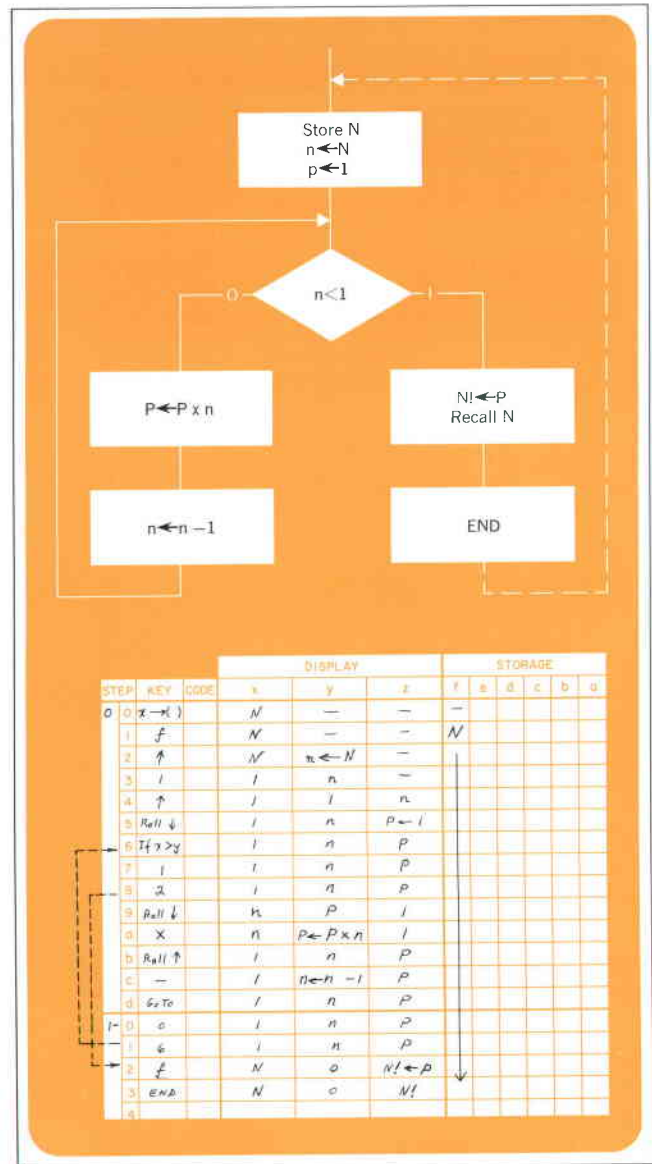 Store N
n←N
p←1
n<1
0
1
P←P x n
N!←P
Recall N
n←n −1
END
DISPLAY STORAGE
STEP KEY CODE x y z f e d c b a
0 0 x→( ) N — — —
1 f N — — N
2 ↑ N n←N —
3 1 1 n —
4 ↑ 1 1 n
5 Roll ↓ 1 n P←1
6 If x>y 1 n P
7 1 1 n P
8 2 1 n P
9 Roll ↓ n P 1
a X n P←P×n 1
b Roll ↑ 1 n P
c — 1 n←n −1 P
d GoTo 1 n P
1- 0 0 1 n P
1 6 1 n P
2 f N 0 N!←P
3 END N 0 N!
4